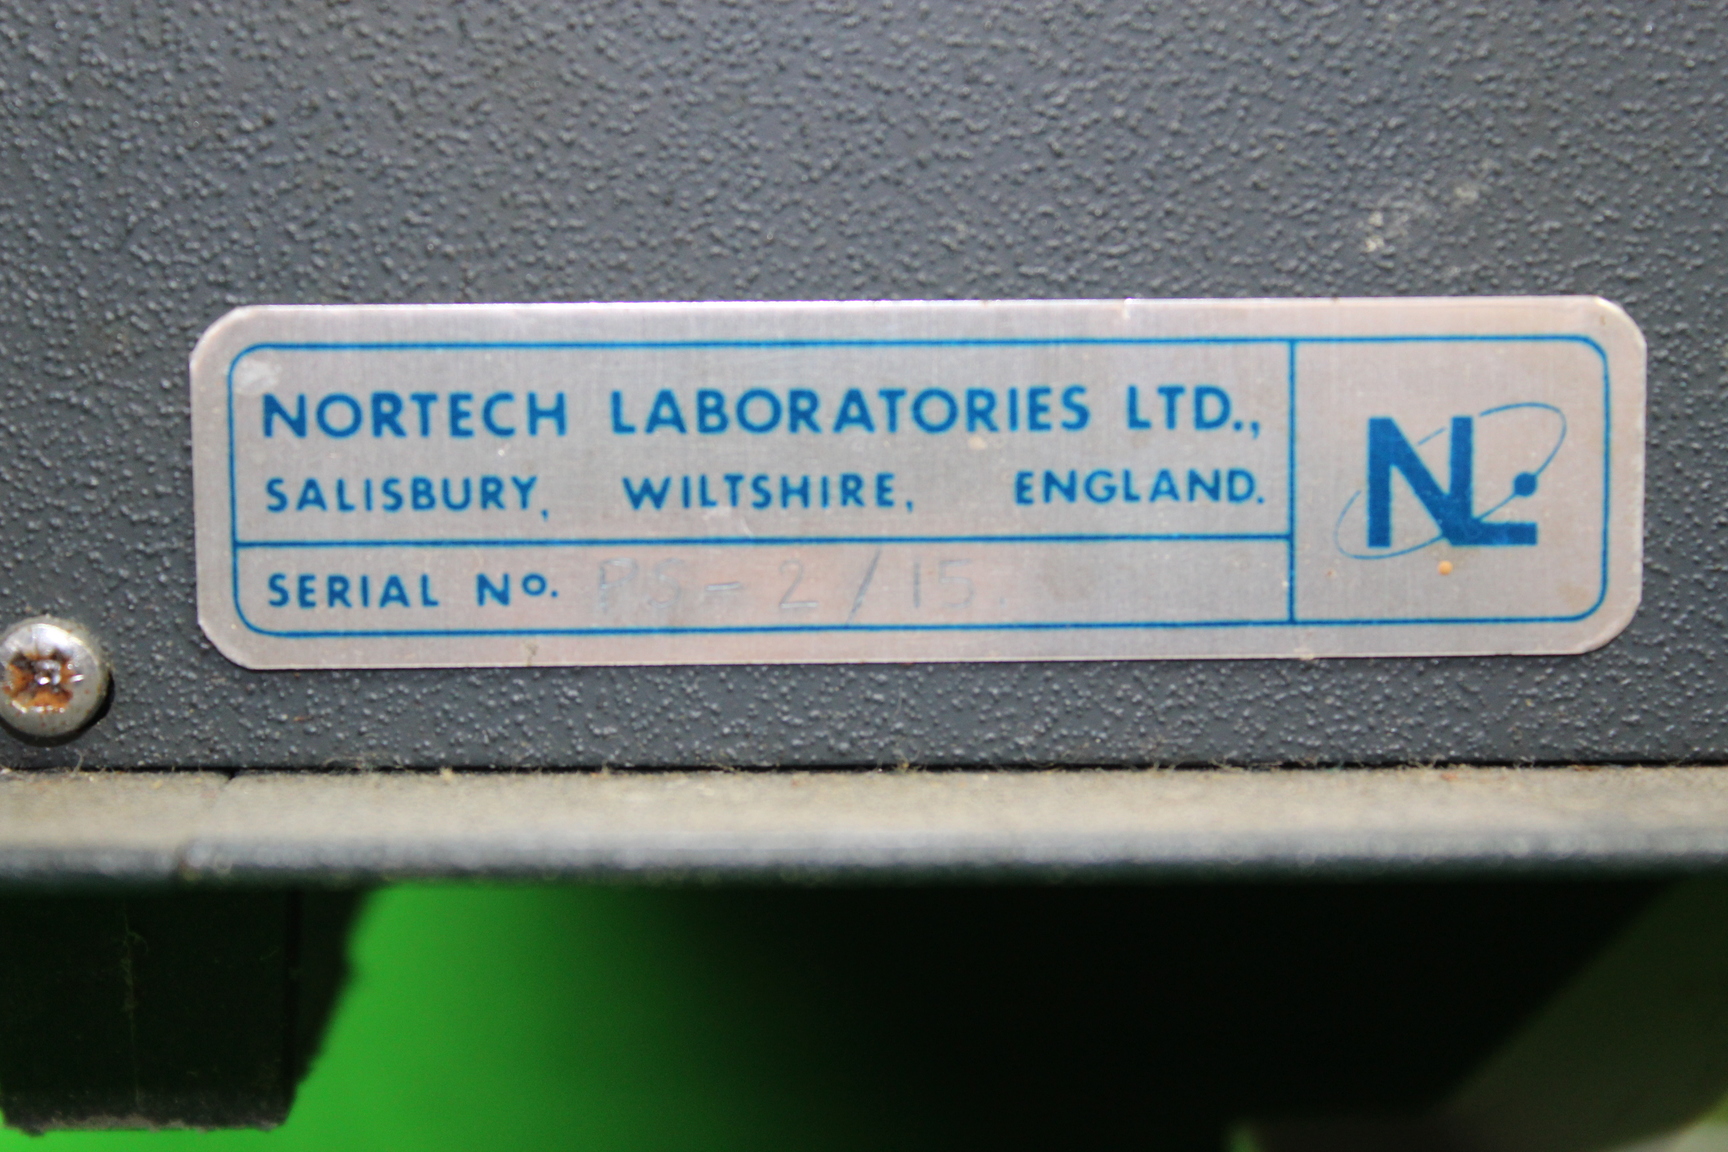 NORTECH LABORATORIES LTD.,
SALISBURY, WILTSHIRE, ENGLAND.
SERIAL No. PS-2/15.
NL